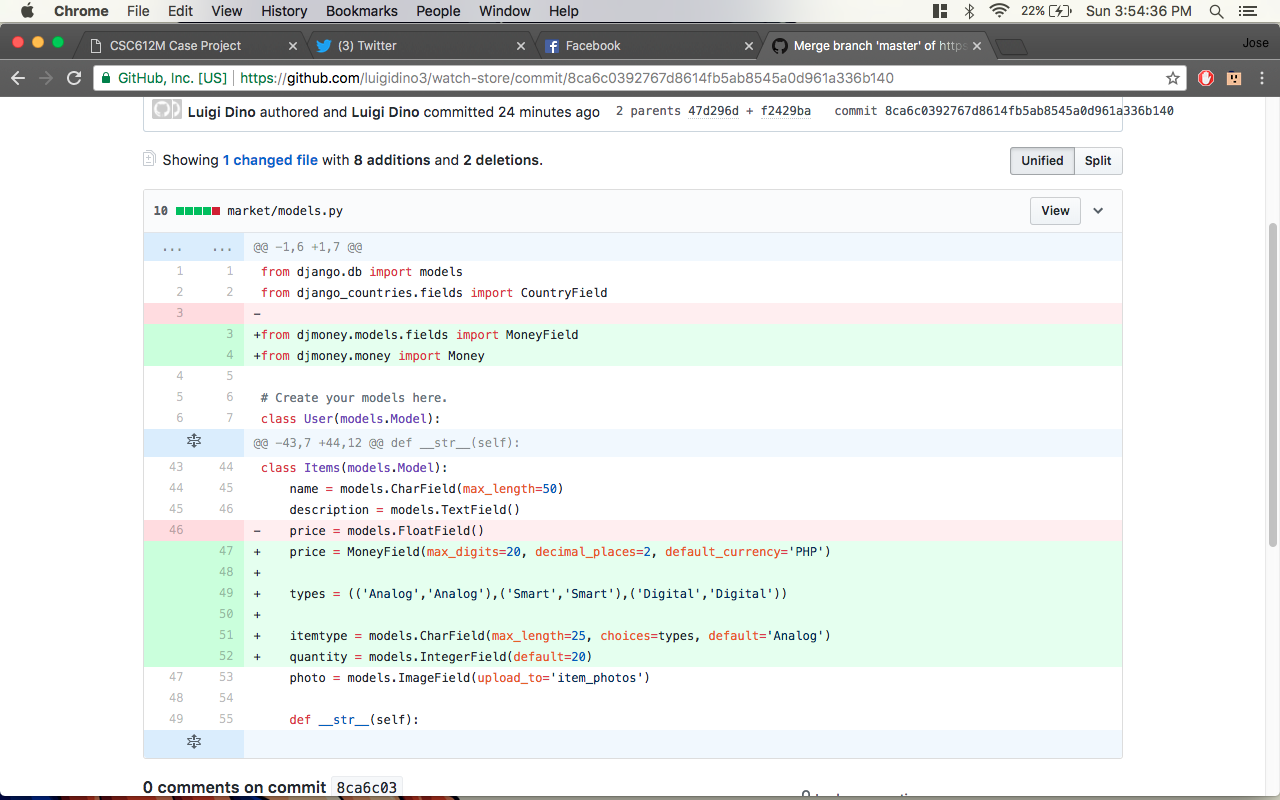 Chrome File Edit View History Bookmarks People Window Help 22% Sun 3:54:36 PM
CSC612M Case Project (3) Twitter Facebook Merge branch 'master' of https Jose
GitHub, Inc. [US] https://github.com/luigidino3/watch-store/commit/8ca6c0392767d8614fb5ab8545a0d961a336b140
Luigi Dino authored and Luigi Dino committed 24 minutes ago 2 parents 47d296d + f2429ba commit 8ca6c0392767d8614fb5ab8545a0d961a336b140
Showing 1 changed file with 8 additions and 2 deletions. Unified Split
10 market/models.py View
... ... @@ -1,6 +1,7 @@
1 1 from django.db import models
2 2 from django_countries.fields import CountryField
3 -
3 +from djmoney.models.fields import MoneyField
4 +from djmoney.money import Money
4 5
5 6 # Create your models here.
6 7 class User(models.Model):
@@ -43,7 +44,12 @@ def __str__(self):
43 44 class Items(models.Model):
44 45 name = models.CharField(max_length=50)
45 46 description = models.TextField()
46 - price = models.FloatField()
47 + price = MoneyField(max_digits=20, decimal_places=2, default_currency='PHP')
48 +
49 + types = (('Analog','Analog'),('Smart','Smart'),('Digital','Digital'))
50 +
51 + itemtype = models.CharField(max_length=25, choices=types, default='Analog')
52 + quantity = models.IntegerField(default=20)
47 53 photo = models.ImageField(upload_to='item_photos')
48 54
49 55 def __str__(self):
0 comments on commit 8ca6c03